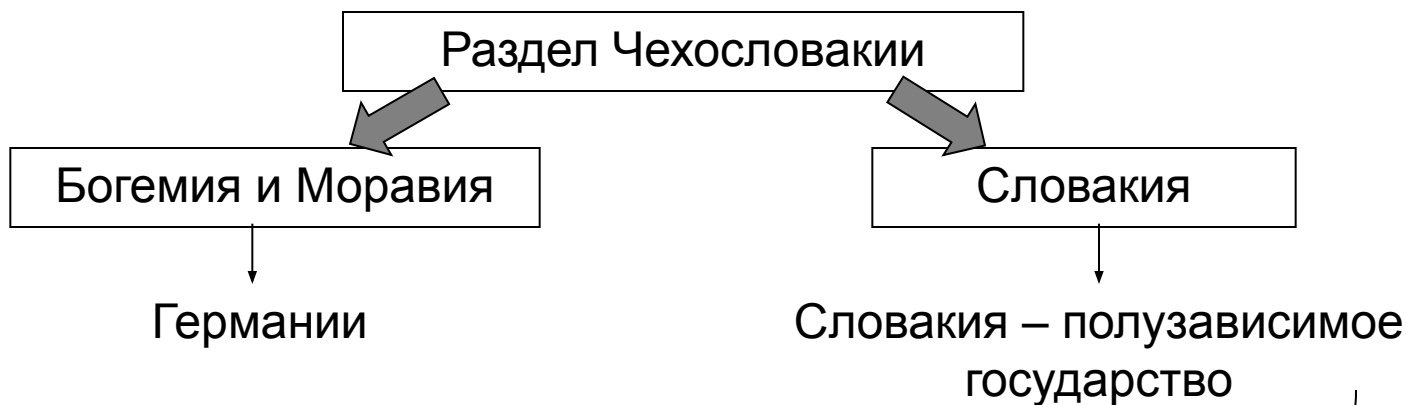 Раздел Чехословакии
Богемия и Моравия
Словакия
Германии
Словакия – полузависимое
государство